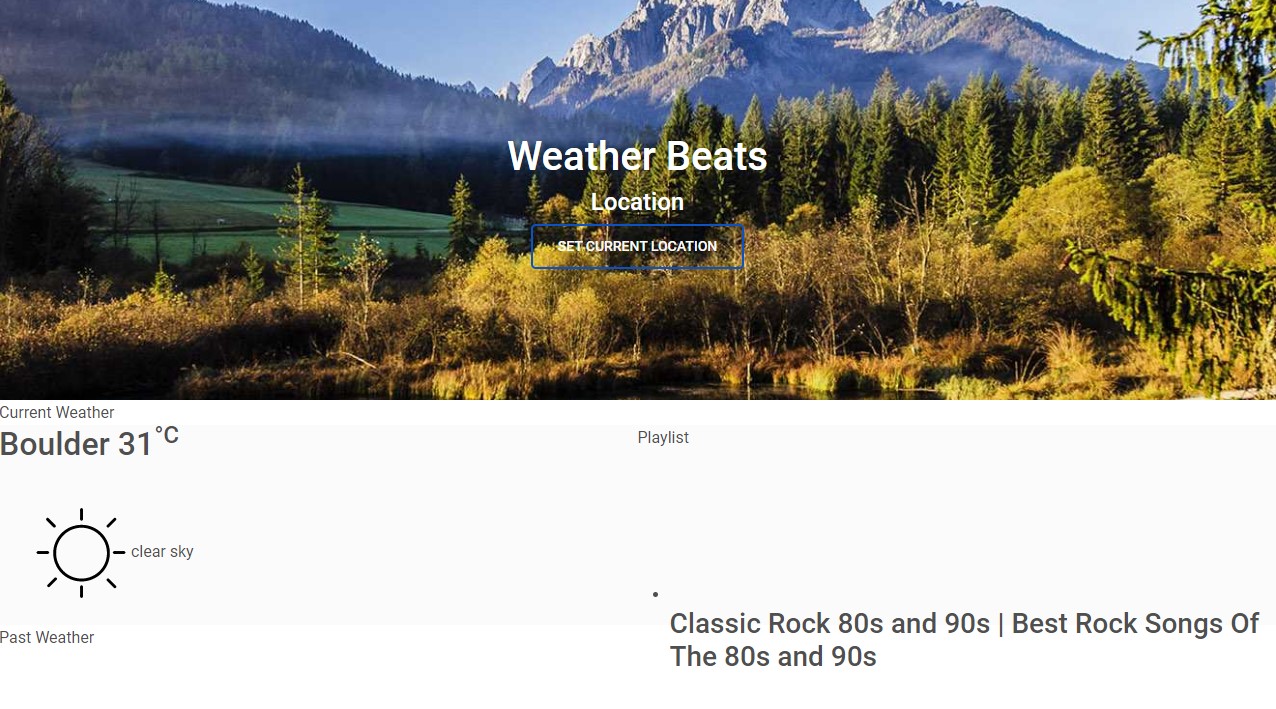 Weather Beats
Location
SET CURRENT LOCATION
Current Weather
Boulder 31°C
clear sky
Past Weather
Playlist
Classic Rock 80s and 90s | Best Rock Songs Of
The 80s and 90s